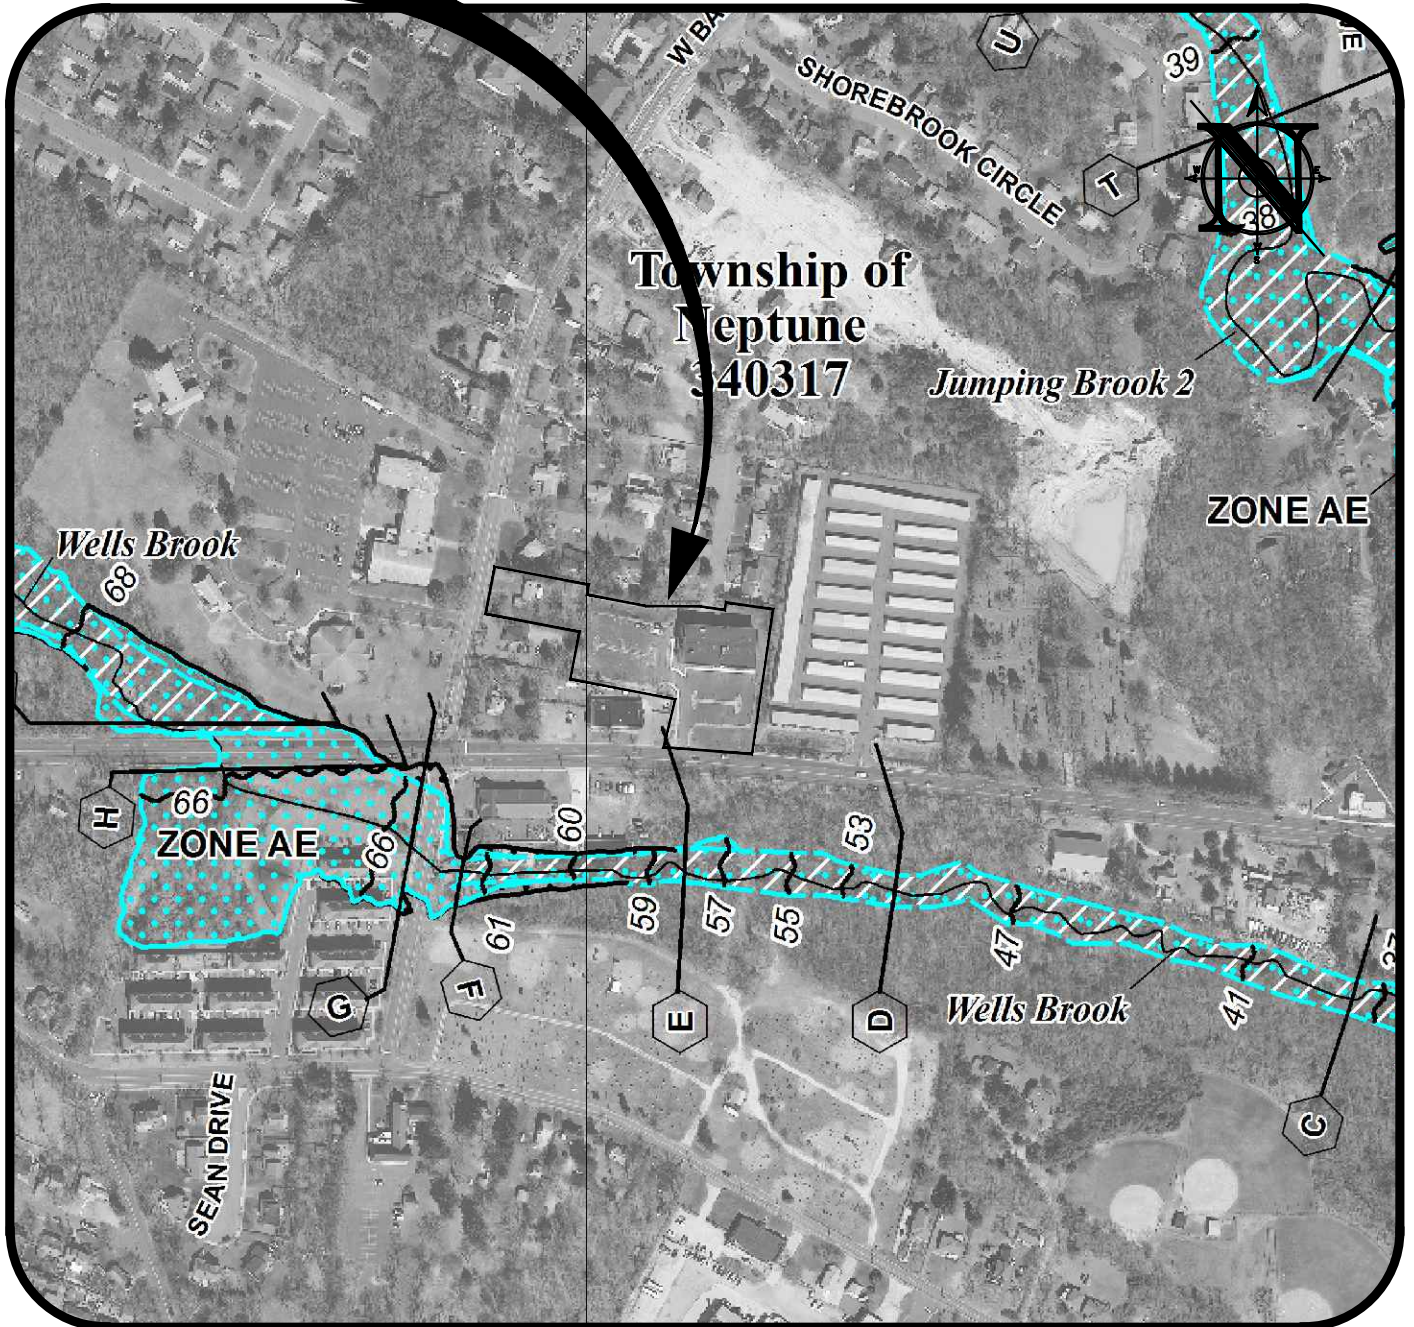 W BA
SHOREBROOK CIRCLE
U
39
T
N
38
Township of
Neptune
340317
Jumping Brook 2
ZONE AE
Wells Brook
68
H
66
ZONE AE
66
60
53
61
59
57
55
47
41
37
G
F
E
D
Wells Brook
C
SEAN DRIVE